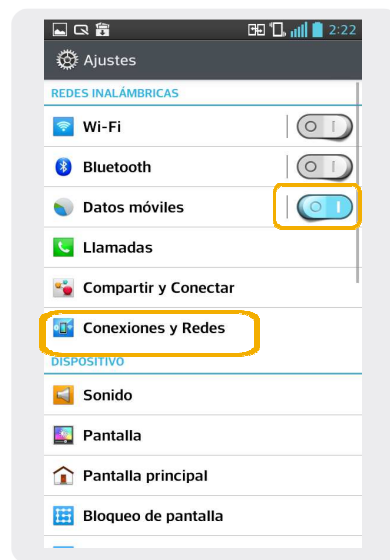 2:22
Ajustes
REDES INALÁMBRICAS
Wi-Fi
Bluetooth
Datos móviles
Llamadas
Compartir y Conectar
Conexiones y Redes
DISPOSITIVO
Sonido
Pantalla
Pantalla principal
Bloqueo de pantalla